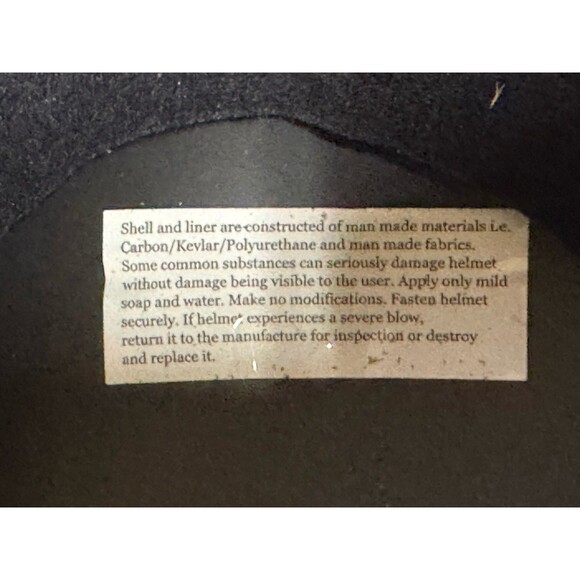 Shell and liner are constructed of man made materials i.e.
Carbon/Kevlar/Polyurethane and man made fabrics.
Some common substances can seriously damage helmet
without damage being visible to the user. Apply only mild
soap and water. Make no modifications. Fasten helmet
securely. If helmet experiences a severe blow,
return it to the manufacture for inspection or destroy
and replace it.